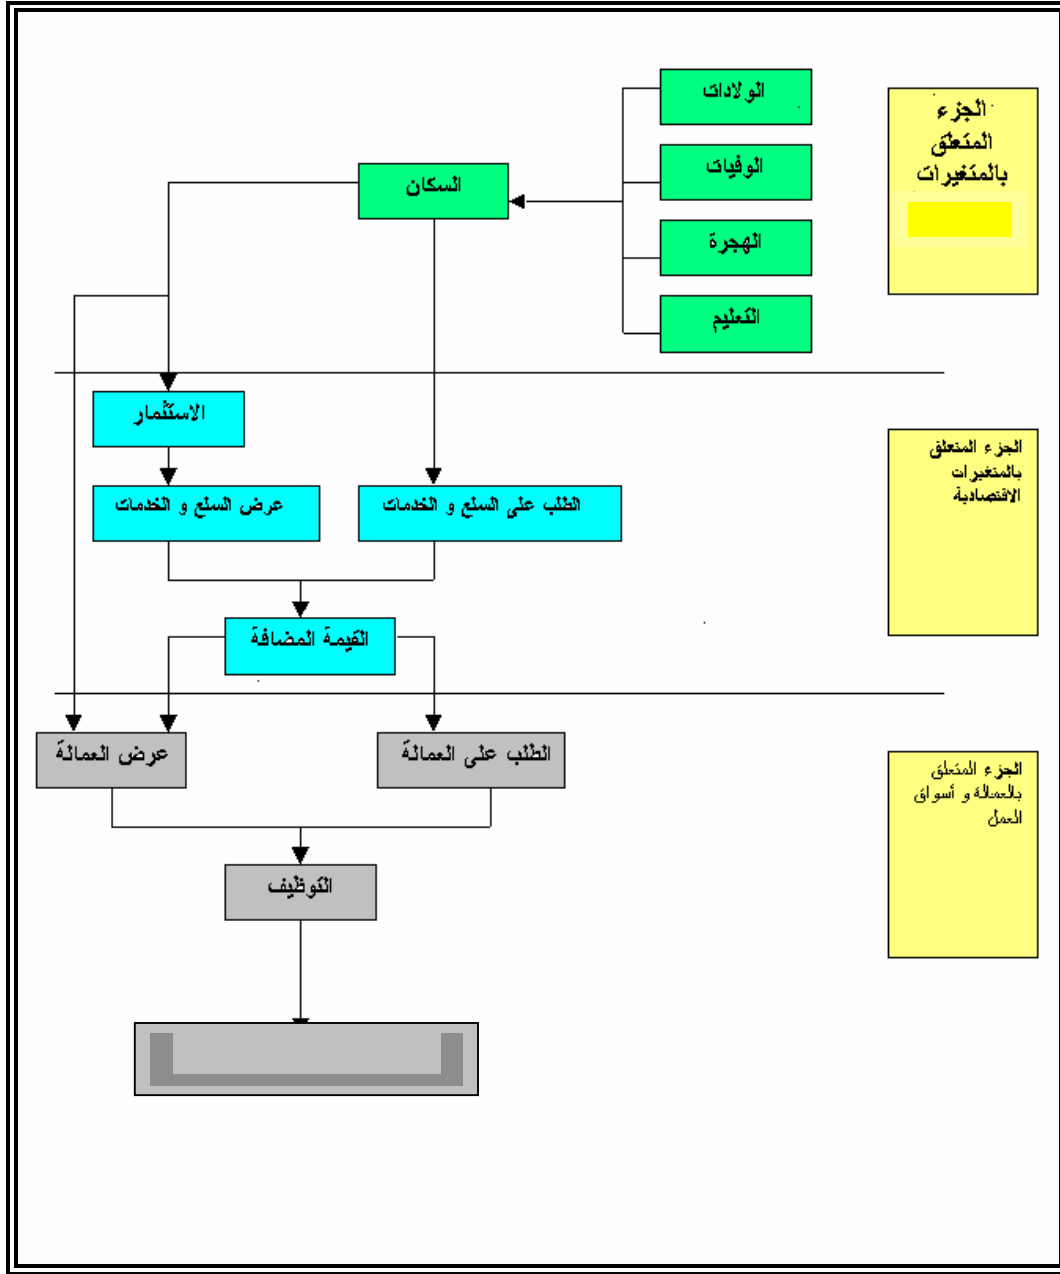 الولادات
الجزء
المتعلق
بالمتغيرات
الوفيات
السكان
الهجرة
التعليم
الاستثمار
الجزء المتعلق
بالمتغيرات
الاقتصادية
الطلب على السلع و الخدمات
عرض السلع و الخدمات
القيمة المضافة
الطلب على العمالة
عرض العمالة
الجزء المتعلق
بالعمالة و أسواق
العمل
التوظيف